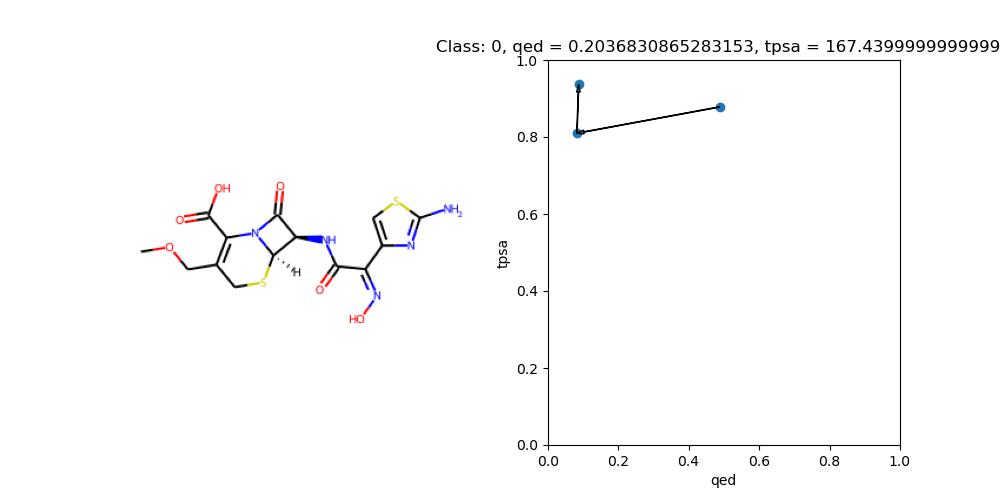 Class: 0, qed = 0.2036830865283153, tpsa = 167.4399999999999
1.0
0.8
0.6
0.4
0.2
0.0
tpsa
0.0 0.2 0.4 0.6 0.8 1.0
qed
OH
O
O
O
N
S
H
NH
O
N
HO
S
N
NH2